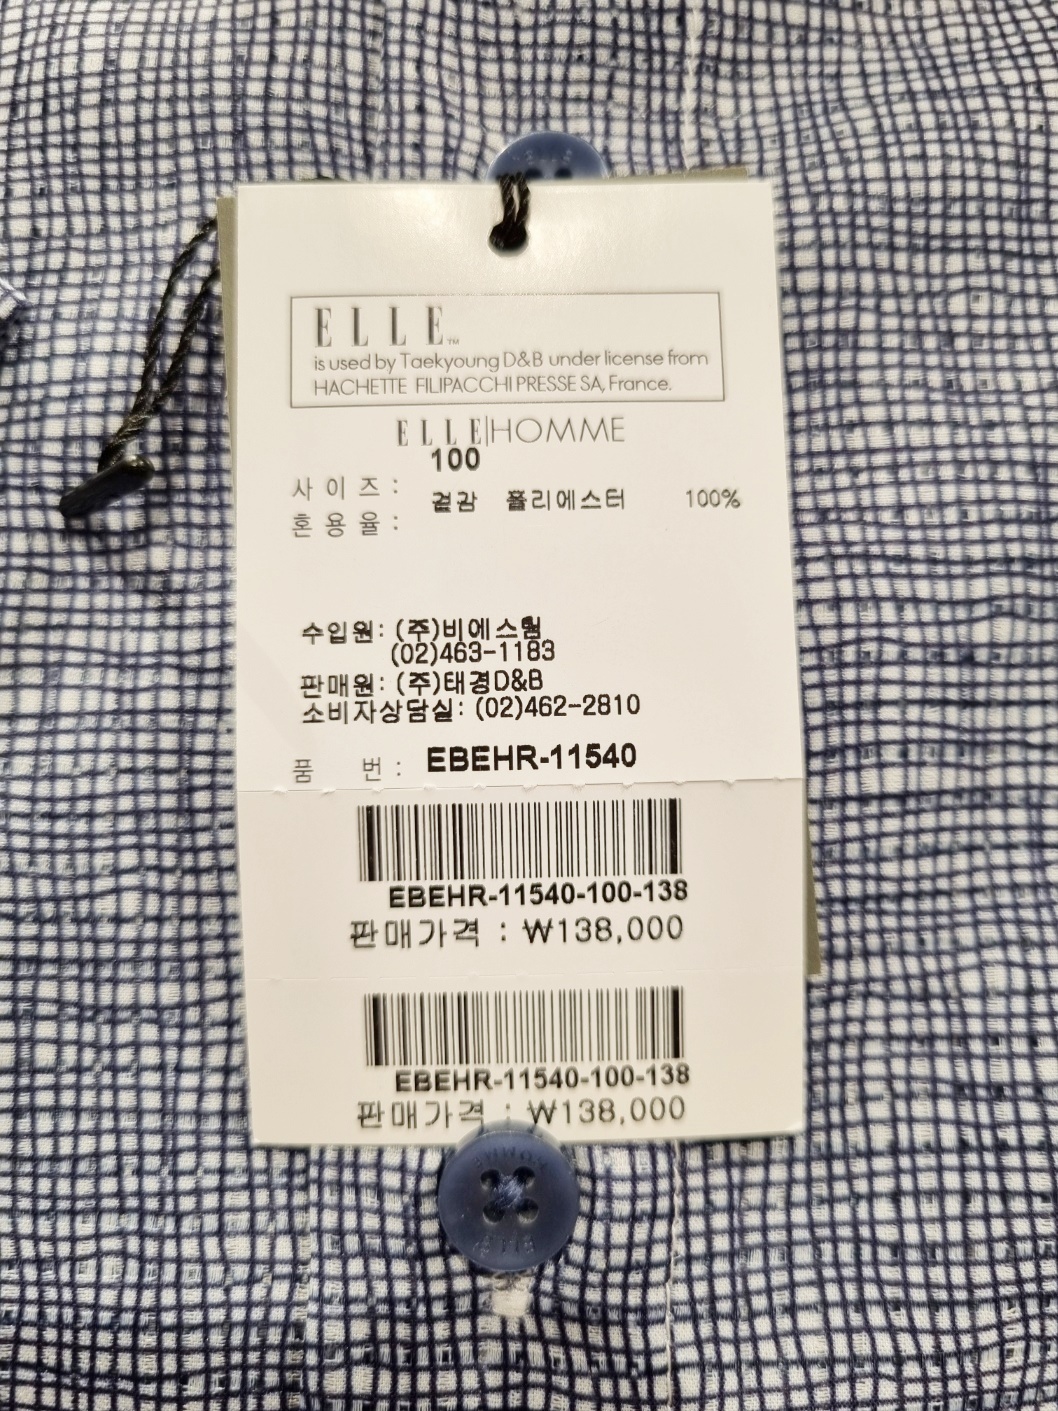 ELLE™
is used by Taekyoung D&B under license from
HACHETTE FILIPACCHI PRESSE SA, France.
ELLE|HOMME
100
사이즈:
겉감 폴리에스터 100%
혼용율:
수입원: (주)비에스팀
(02)463-1183
판매원: (주)태경D&B
소비자상담실: (02)462-2810
품 번: EBEHR-11540
EBEHR-11540-100-138
판매가격 : ₩138,000
EBEHR-11540-100-138
판매가격 : ₩138,000
HOMME
ELLE